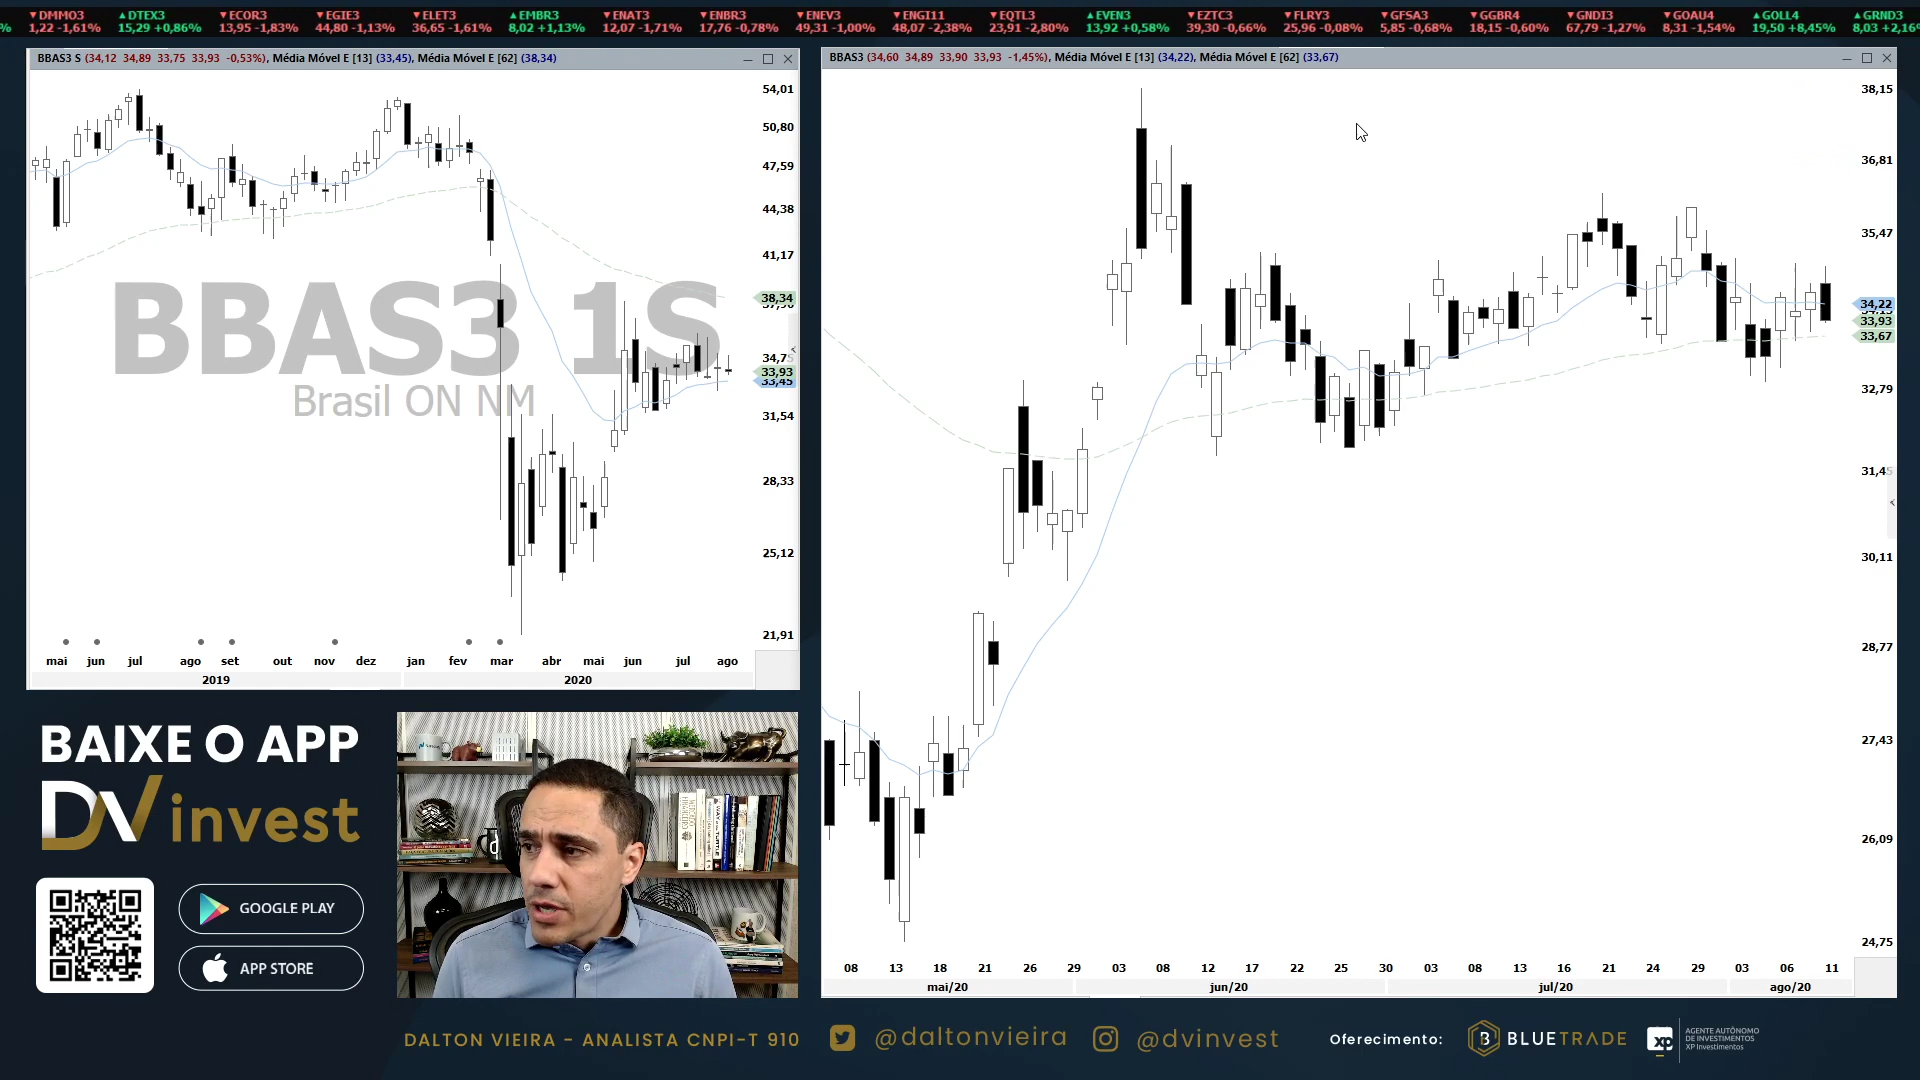 % ▼DMMO3 ▲DTEX3 ▼ECOR3 ▼EGIE3 ▼ELET3 ▲EMBR3 ▼ENAT3 ▼ENBR3 ▼ENEV3 ▼ENGI11 ▼EQTL3 ▲EVEN3 ▼EZTC3 ▼FLRY3 ▼GFSA3 ▼GGBR4 ▼GNDI3 ▼GOAU4 ▲GOLL4 ▲GRND3
1,22 -1,61% 15,29 +0,86% 13,95 -1,83% 44,80 -1,13% 36,65 -1,61% 8,02 +1,13% 12,07 -1,71% 17,76 -0,78% 49,31 -1,00% 48,07 -2,38% 23,91 -2,80% 13,92 +0,58% 39,30 -0,66% 25,96 -0,08% 5,85 -0,68% 18,15 -0,60% 67,79 -1,27% 8,31 -1,54% 19,50 +8,45% 8,03 +2,16%
BBAS3 S (34,12 34,89 33,75 33,93 -0,53%), Média Móvel E [13] (33,45), Média Móvel E [62] (38,34)
54,01
50,80
47,59
44,38
41,17
38,34
34,75
33,93
33,45
31,54
28,33
25,12
21,91
BBAS3 1S
Brasil ON NM
mai jun jul ago set out nov dez jan fev mar abr mai jun jul ago
2019 2020
BBAS3 (34,60 34,89 33,90 33,93 -1,45%), Média Móvel E [13] (34,22), Média Móvel E [62] (33,67)
38,15
36,81
35,47
34,22
33,93
33,67
32,79
31,45
30,11
28,77
27,43
26,09
24,75
08 13 18 21 26 29 03 08 12 17 22 25 30 03 08 13 16 21 24 29 03 06 11
mai/20 jun/20 jul/20 ago/20
BAIXE O APP
DV invest
GOOGLE PLAY
APP STORE
DALTON VIEIRA - ANALISTA CNPI-T 910
@daltonvieira
@dvinvest
Oferecimento:
BLUETRADE
xp
AGENTE AUTÔNOMO
DE INVESTIMENTOS
XP Investimentos